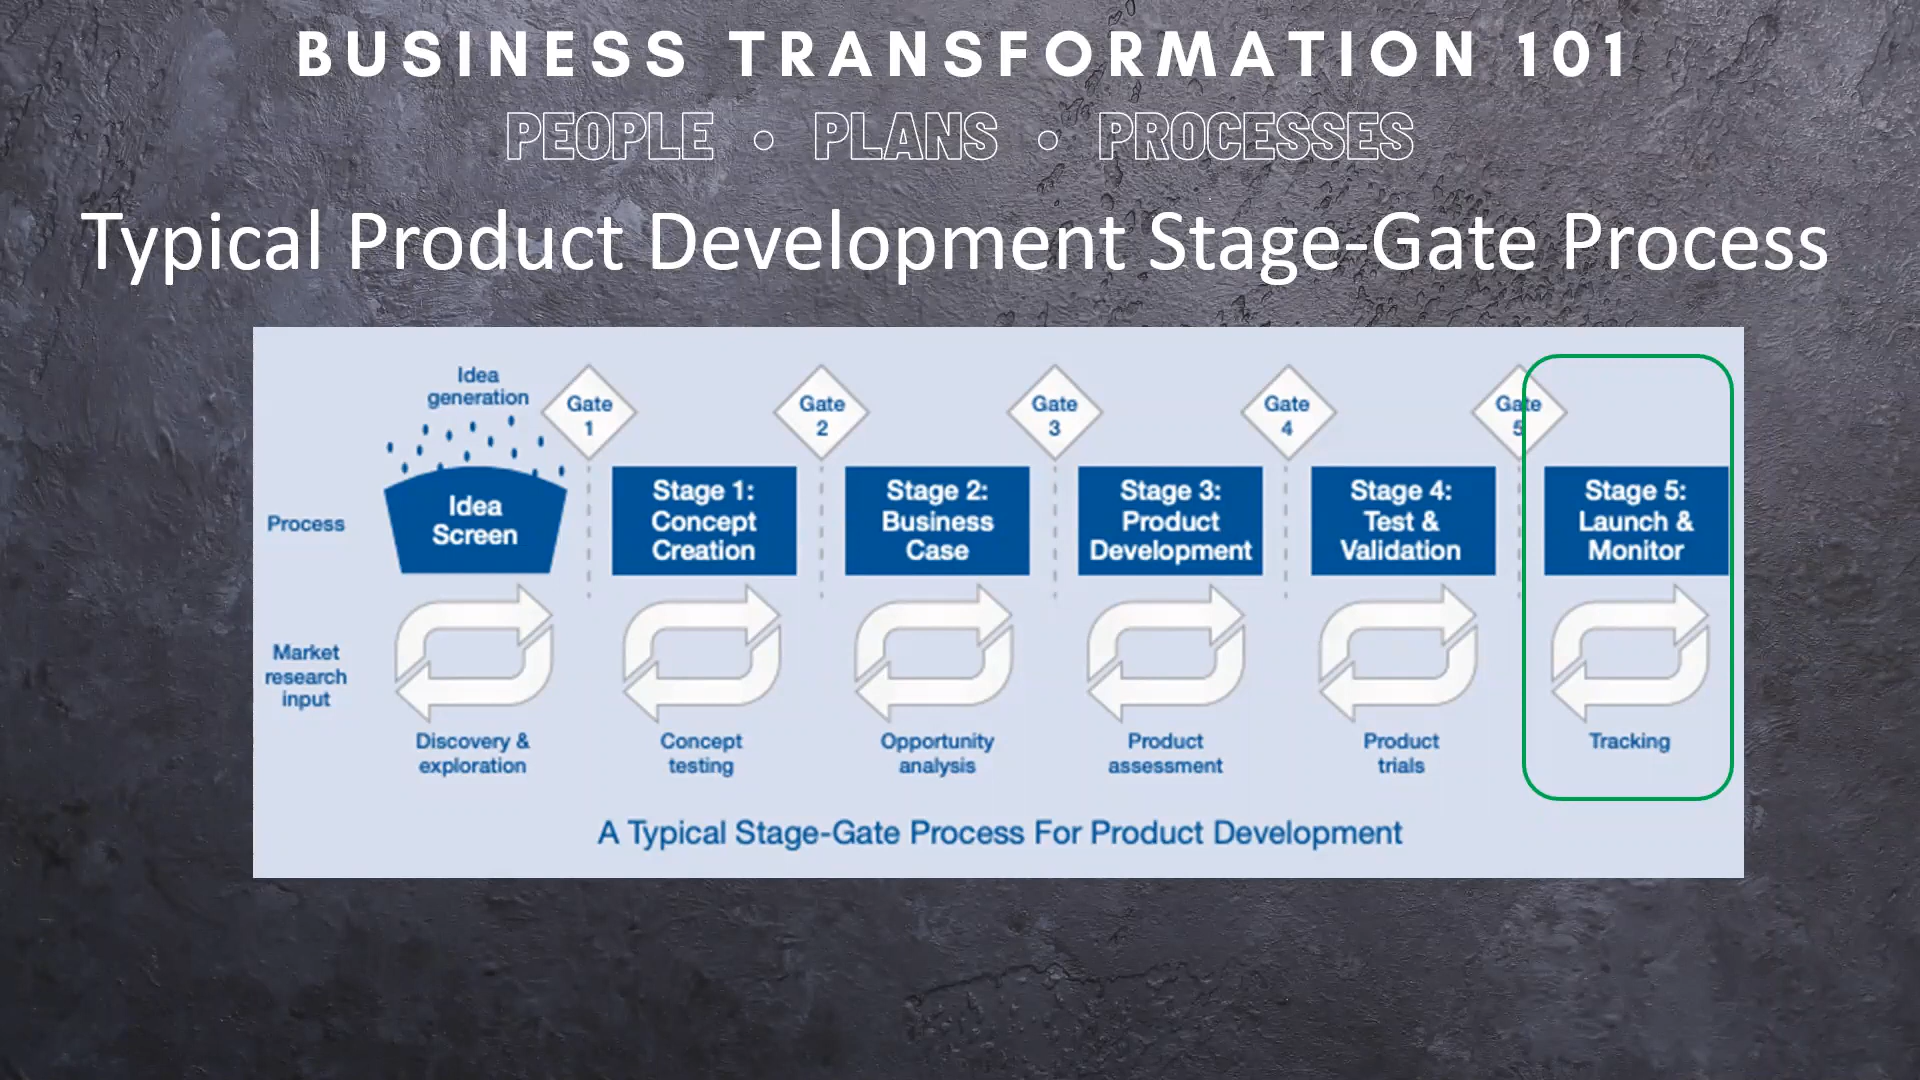 BUSINESS TRANSFORMATION 101
PEOPLE • PLANS • PROCESSES
Typical Product Development Stage-Gate Process
Idea
generation
Gate
1
Gate
2
Gate
3
Gate
4
Gate
5
Process
Idea
Screen
Stage 1:
Concept
Creation
Stage 2:
Business
Case
Stage 3:
Product
Development
Stage 4:
Test &
Validation
Stage 5:
Launch &
Monitor
Market
research
input
Discovery &
exploration
Concept
testing
Opportunity
analysis
Product
assessment
Product
trials
Tracking
A Typical Stage-Gate Process For Product Development